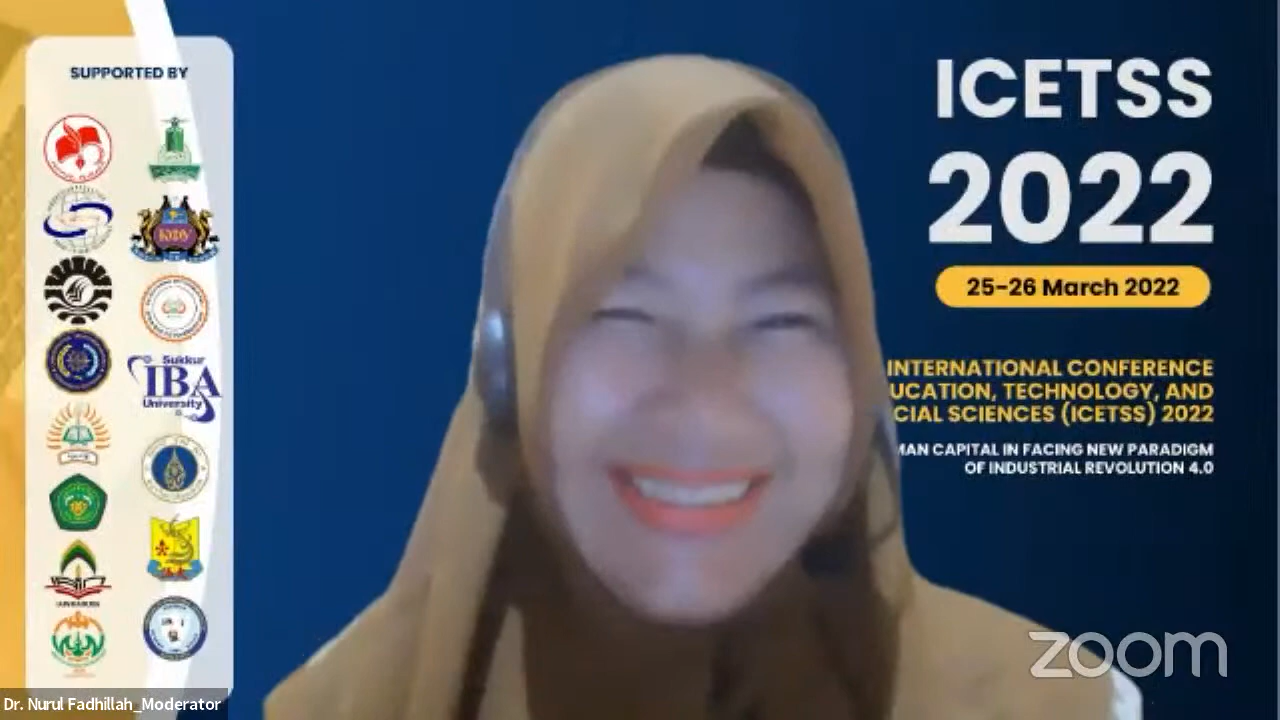 SUPPORTED BY
Sukkur
IBA
University
ICETSS
2022
25-26 March 2022
INTERNATIONAL CONFERENCE
UCATION, TECHNOLOGY, AND
CIAL SCIENCES (ICETSS) 2022
MAN CAPITAL IN FACING NEW PARADIGM
OF INDUSTRIAL REVOLUTION 4.0
zoom
Dr. Nurul Fadhillah_Moderator